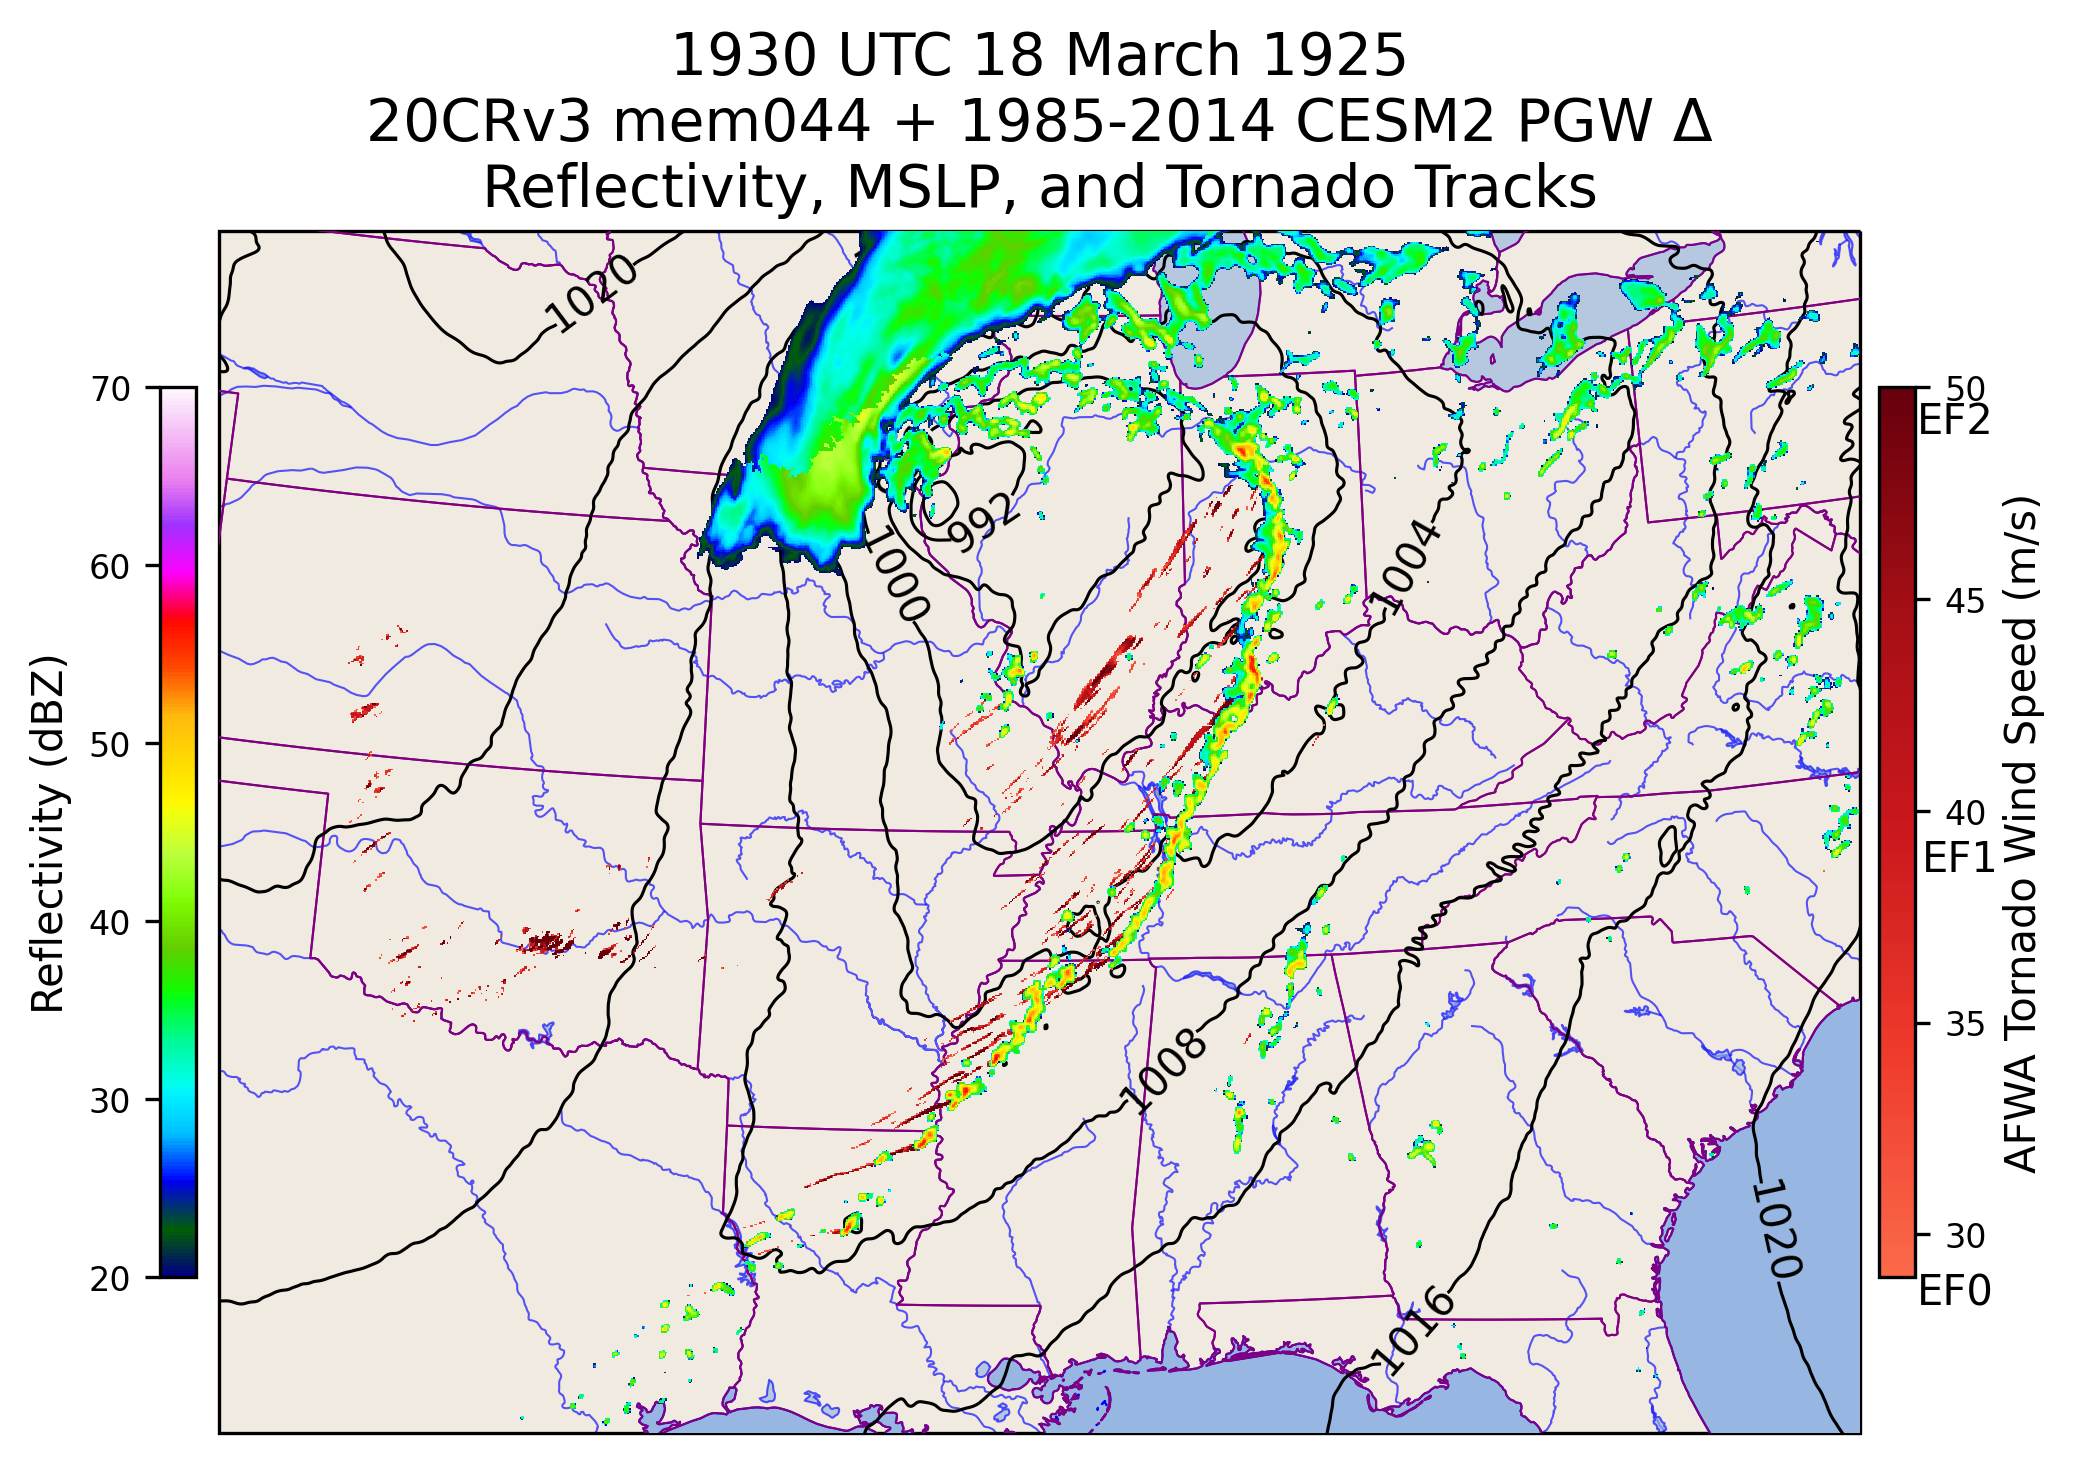 1930 UTC 18 March 1925
20CRv3 mem044 + 1985-2014 CESM2 PGW Δ
Reflectivity, MSLP, and Tornado Tracks
70
60
50
40
30
20
Reflectivity (dBZ)
1020
992
1000
1004
1008
1016
1020
50
EF2
45
40
EF1
35
30
EF0
AFWA Tornado Wind Speed (m/s)